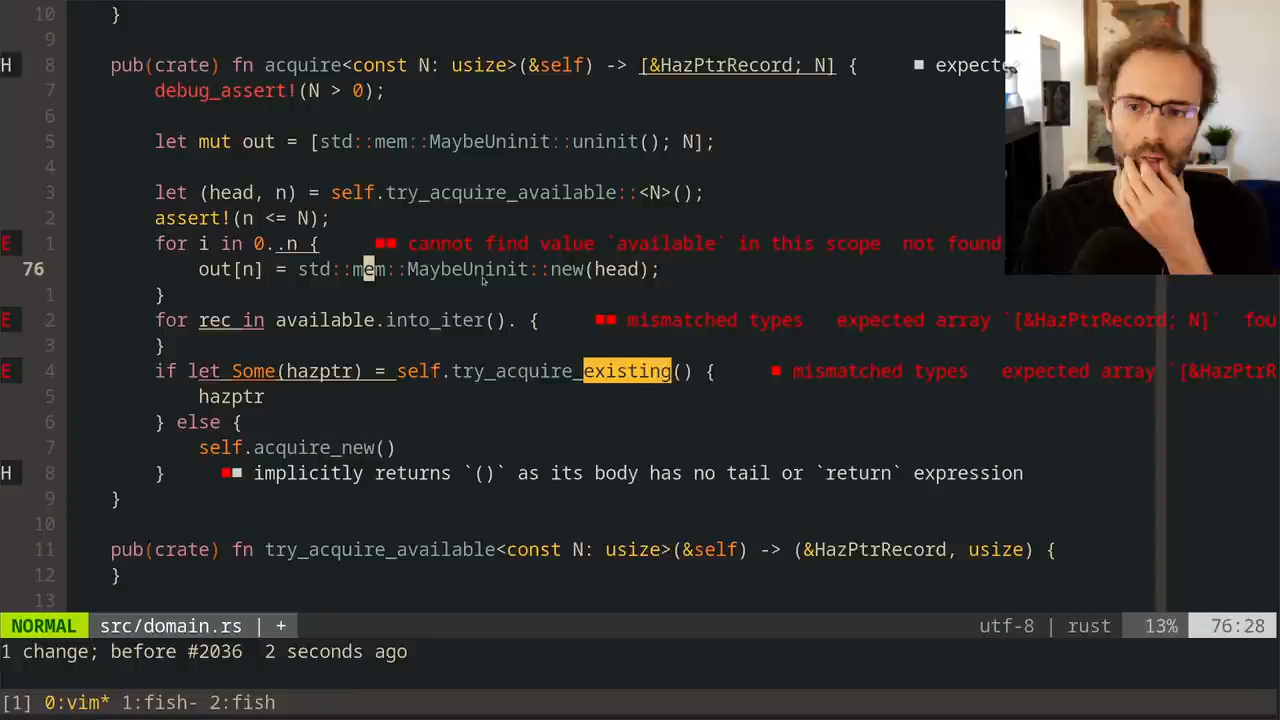 10 }
9
H 8 pub(crate) fn acquire<const N: usize>(&self) -> [&HazPtrRecord; N] { ■ expecte
7 debug_assert!(N > 0);
6
5 let mut out = [std::mem::MaybeUninit::uninit(); N];
4
3 let (head, n) = self.try_acquire_available::<N>();
2 assert!(n <= N);
E 1 for i in 0..n { ■■ cannot find value `available` in this scope not found
76 out[n] = std::mem::MaybeUninit::new(head);
1 }
E 2 for rec in available.into_iter(). { ■■ mismatched types expected array `[&HazPtrRecord; N]` fou
3 }
E 4 if let Some(hazptr) = self.try_acquire_existing() { ■ mismatched types expected array `[&HazPtrR
5 hazptr
6 } else {
7 self.acquire_new()
H 8 } ■■ implicitly returns `()` as its body has no tail or `return` expression
9 }
10
11 pub(crate) fn try_acquire_available<const N: usize>(&self) -> (&HazPtrRecord, usize) {
12 }
13
NORMAL src/domain.rs | + utf-8 | rust 13% 76:28
1 change; before #2036 2 seconds ago
[1] 0:vim* 1:fish- 2:fish